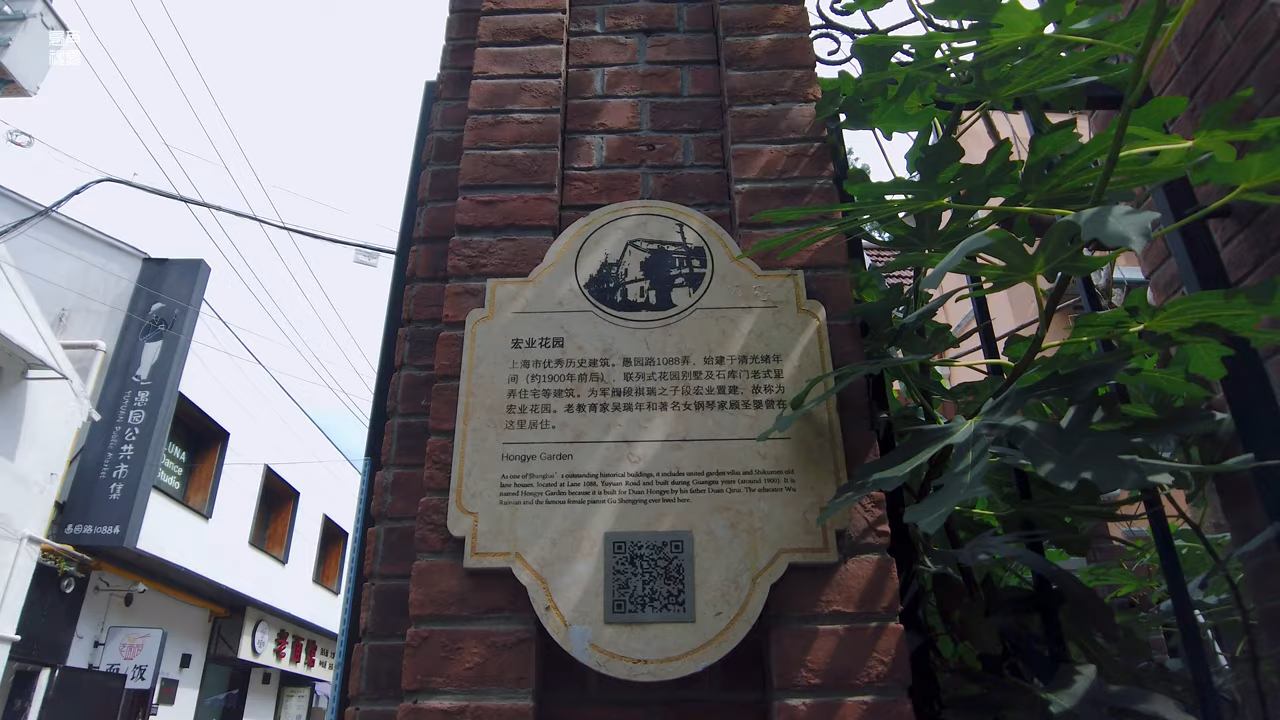 愚园公共市集
Yuyuan Public Market
愚园路1088弄
LUNA
Dance
Studio
面饭
老酒馆
宏业花园
上海市优秀历史建筑。愚园路1088弄，始建于清光绪年
间（约1900年前后），联列式花园别墅及石库门老式里
弄住宅等建筑。为军阀段祺瑞之子段宏业置建，故称为
宏业花园。老教育家吴瑞年和著名女钢琴家顾圣婴曾在
这里居住。
Hongye Garden
As one of Shanghai's outstanding historical buildings, it includes united garden villas and Shikumen old
lane houses, located at Lane 1088, Yuyuan Road and built during Guangxu years (around 1900). It is
named Hongye Garden because it is built for Duan Hongye by his father Duan Qirui. The educator Wu
Ruinian and the famous female pianist Gu Shengying ever lived here.